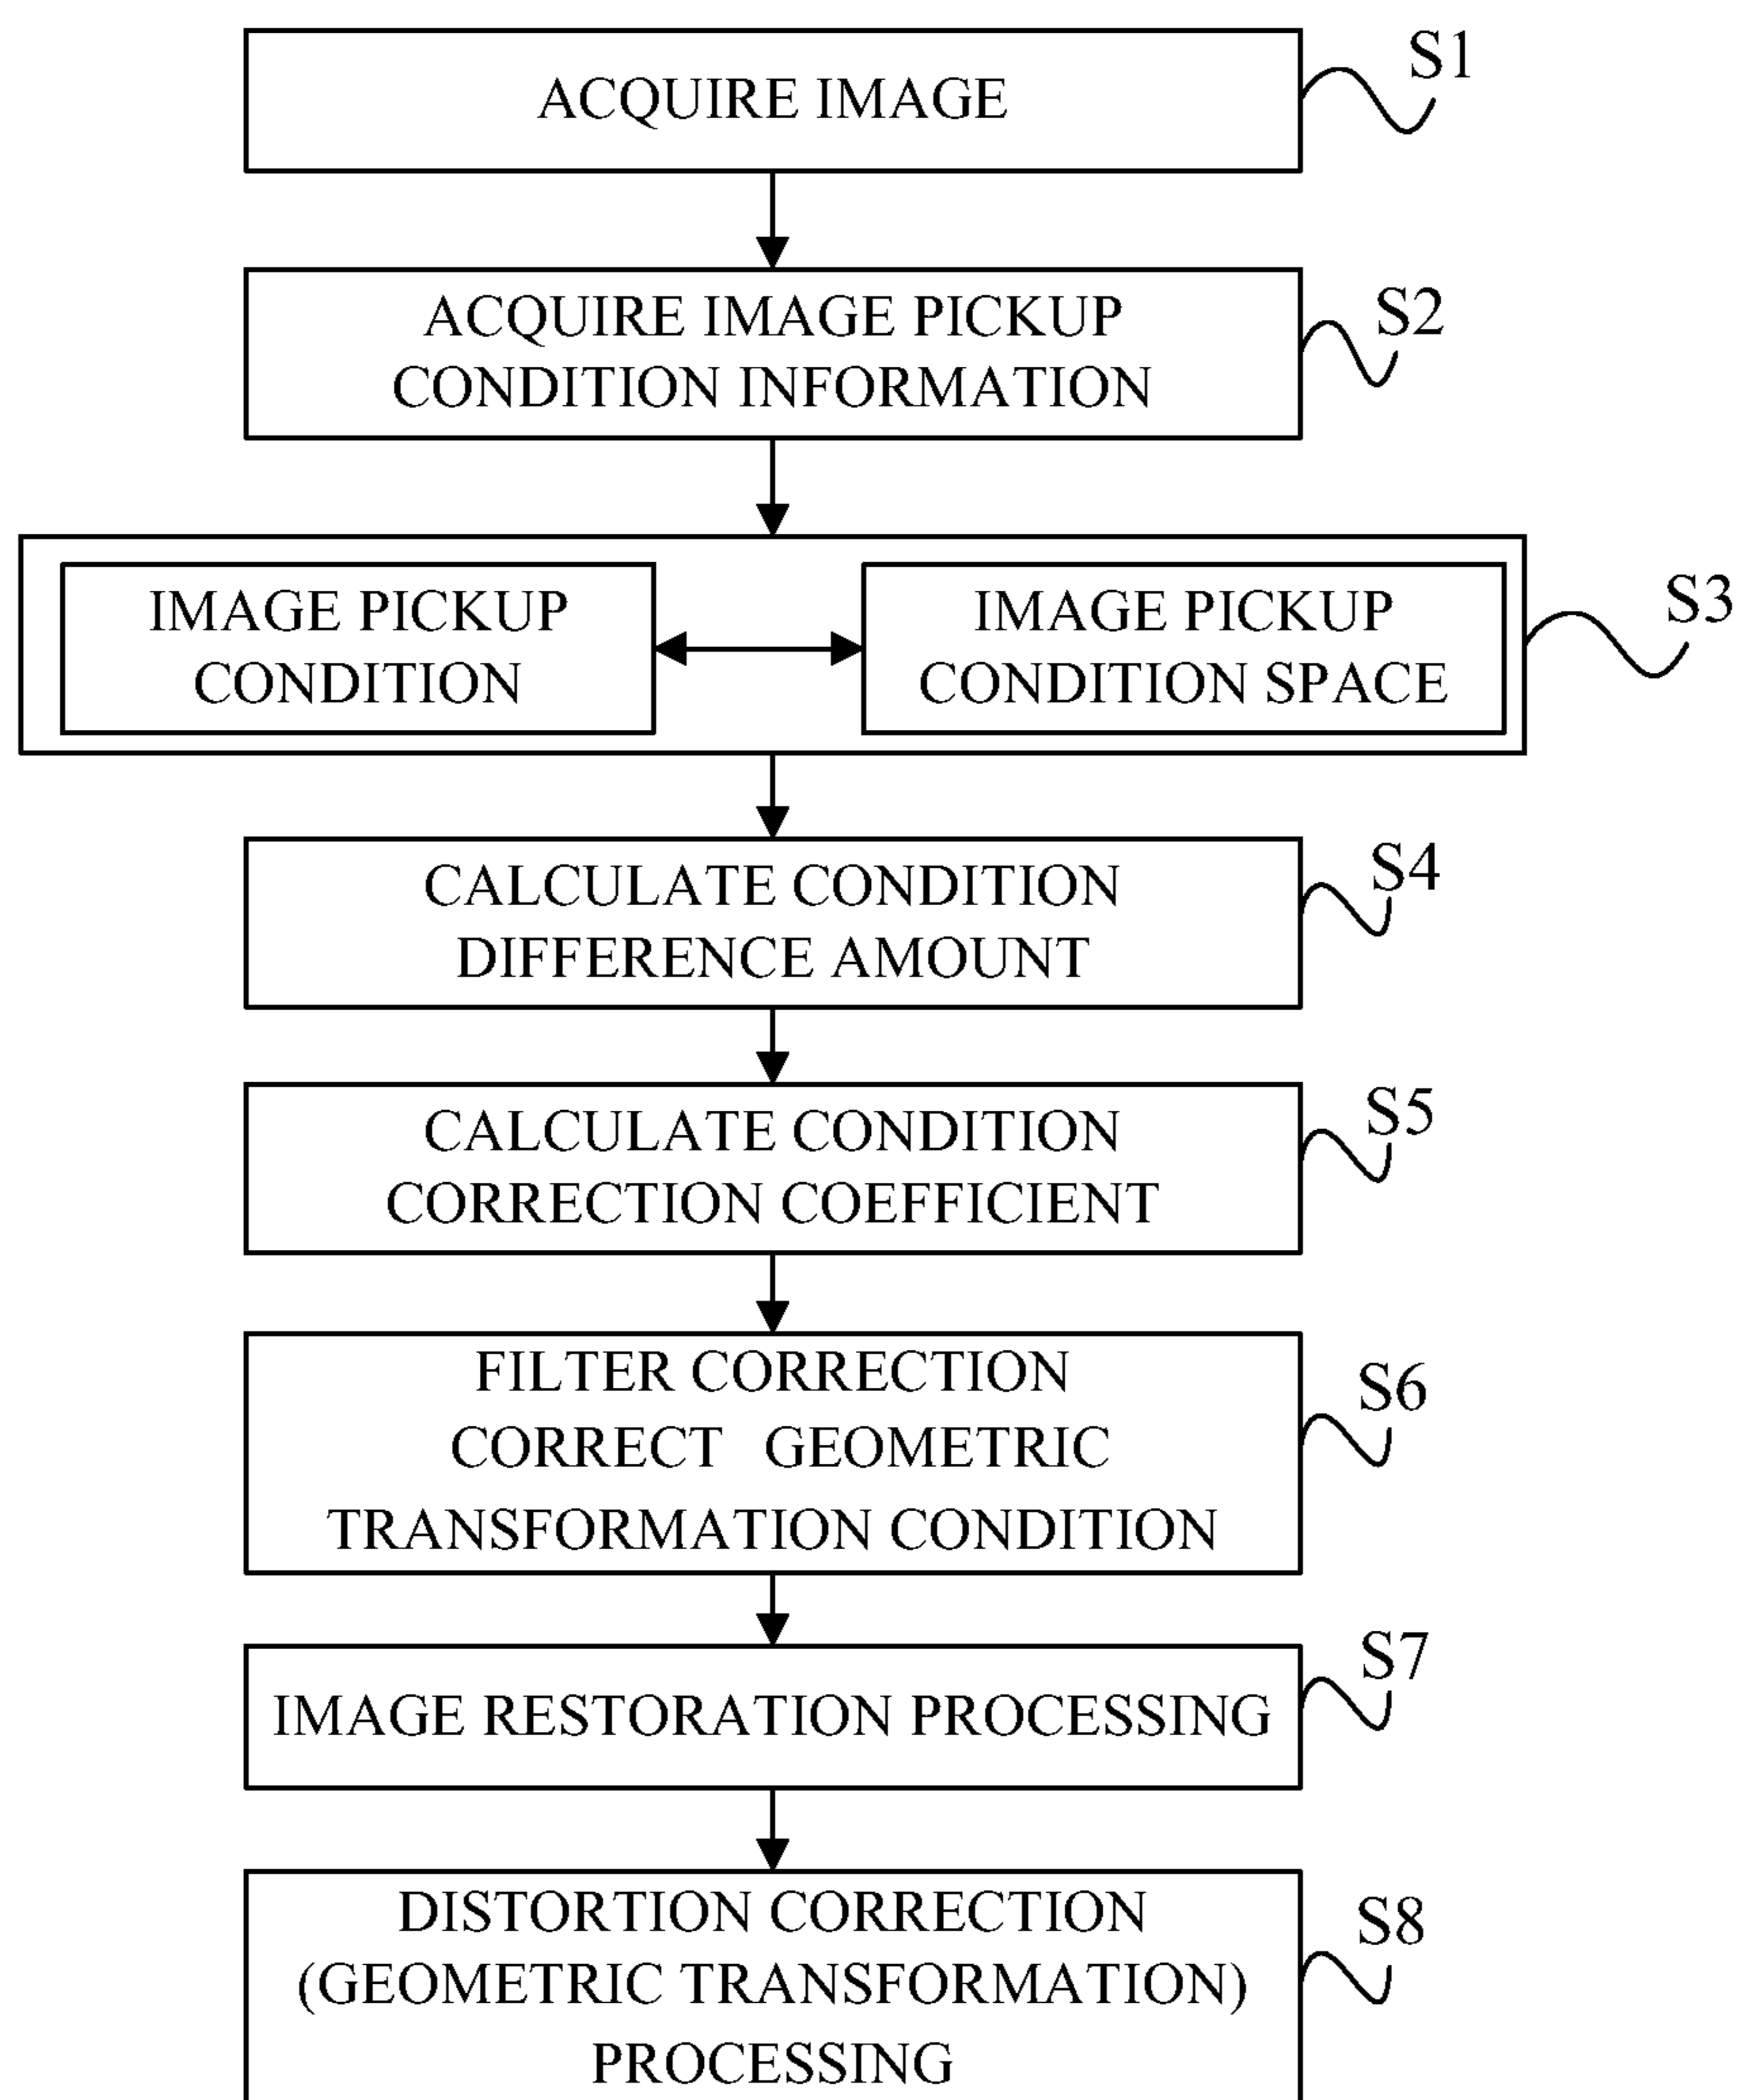 ACQUIRE IMAGE
S1
ACQUIRE IMAGE PICKUP
CONDITION INFORMATION
S2
IMAGE PICKUP
CONDITION
IMAGE PICKUP
CONDITION SPACE
S3
CALCULATE CONDITION
DIFFERENCE AMOUNT
S4
CALCULATE CONDITION
CORRECTION COEFFICIENT
S5
FILTER CORRECTION
CORRECT GEOMETRIC
TRANSFORMATION CONDITION
S6
IMAGE RESTORATION PROCESSING
S7
DISTORTION CORRECTION
(GEOMETRIC TRANSFORMATION)
PROCESSING
S8